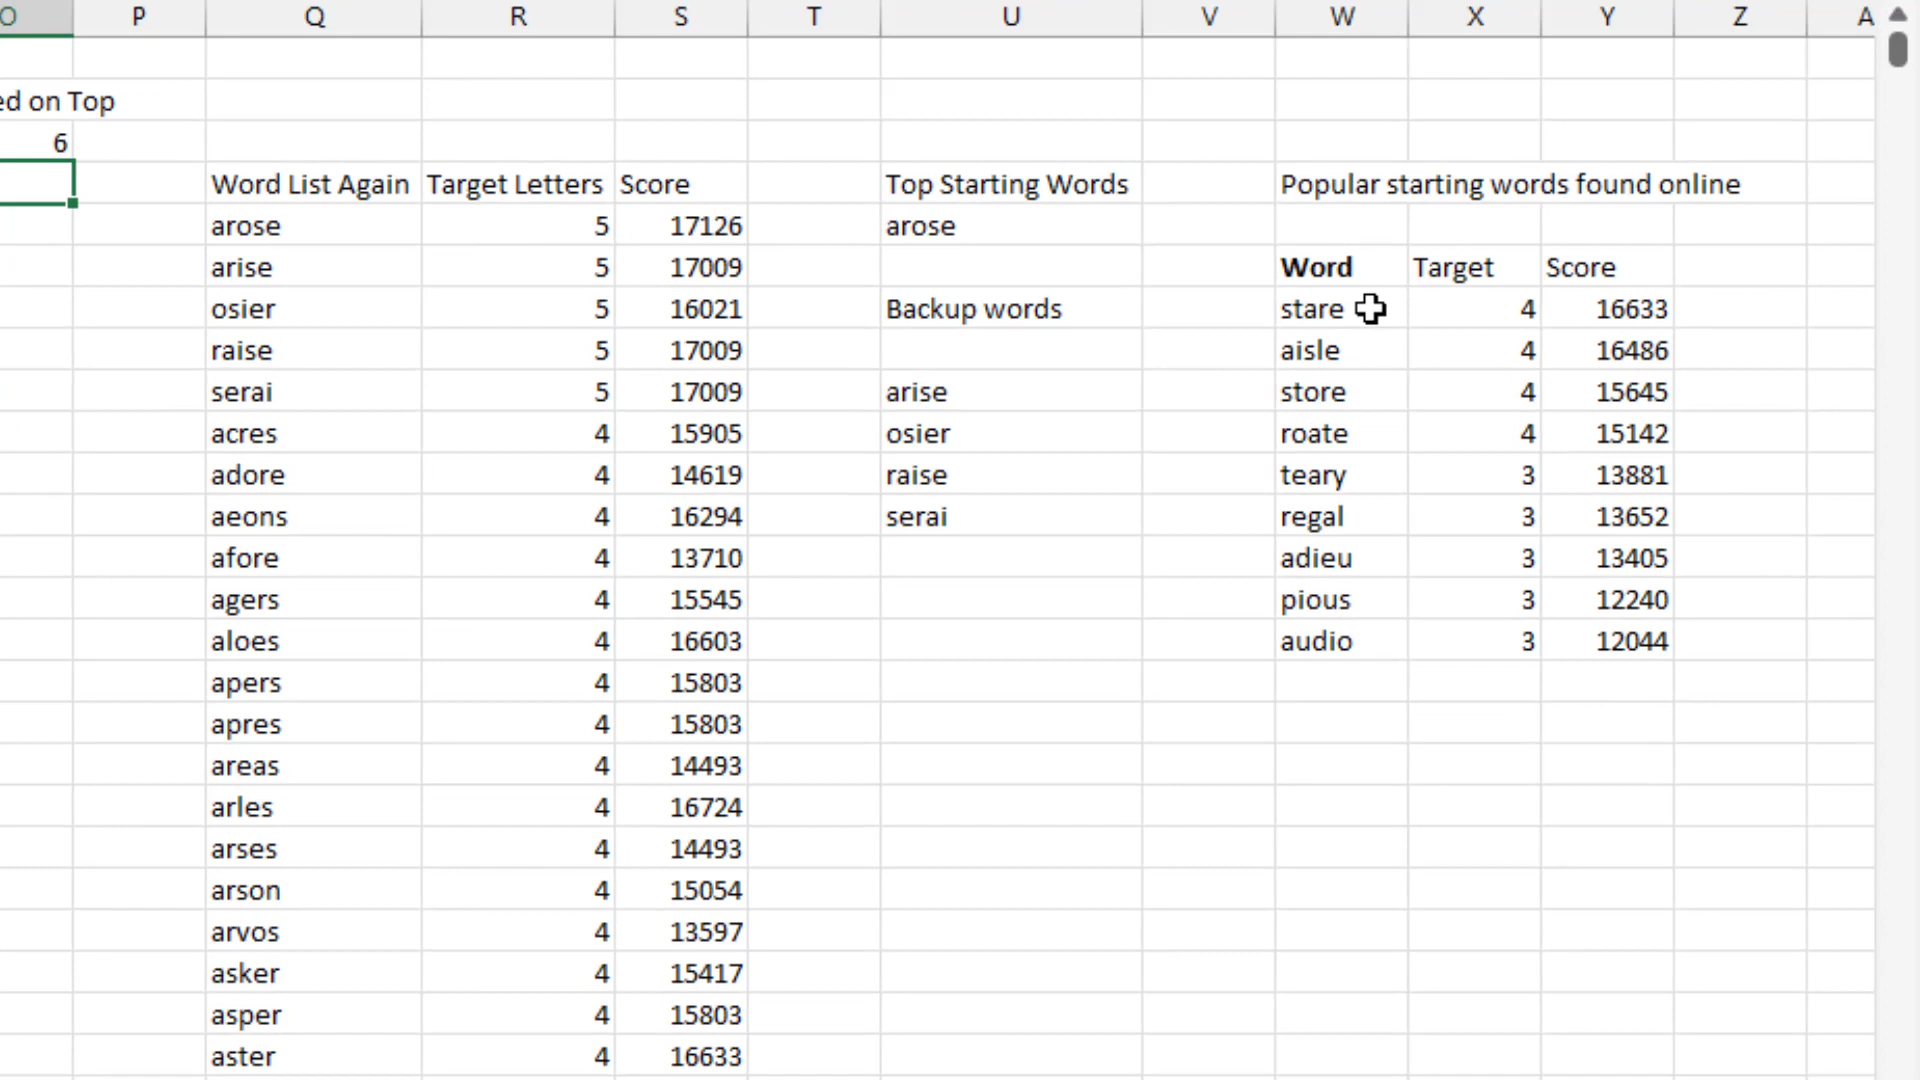 O P Q R S T U V W X Y Z A
ed on Top
6
Word List Again Target Letters Score Top Starting Words Popular starting words found online
arose 5 17126 arose
arise 5 17009 Word Target Score
osier 5 16021 Backup words stare 4 16633
raise 5 17009 aisle 4 16486
serai 5 17009 arise store 4 15645
acres 4 15905 osier roate 4 15142
adore 4 14619 raise teary 3 13881
aeons 4 16294 serai regal 3 13652
afore 4 13710 adieu 3 13405
agers 4 15545 pious 3 12240
aloes 4 16603 audio 3 12044
apers 4 15803
apres 4 15803
areas 4 14493
arles 4 16724
arses 4 14493
arson 4 15054
arvos 4 13597
asker 4 15417
asper 4 15803
aster 4 16633